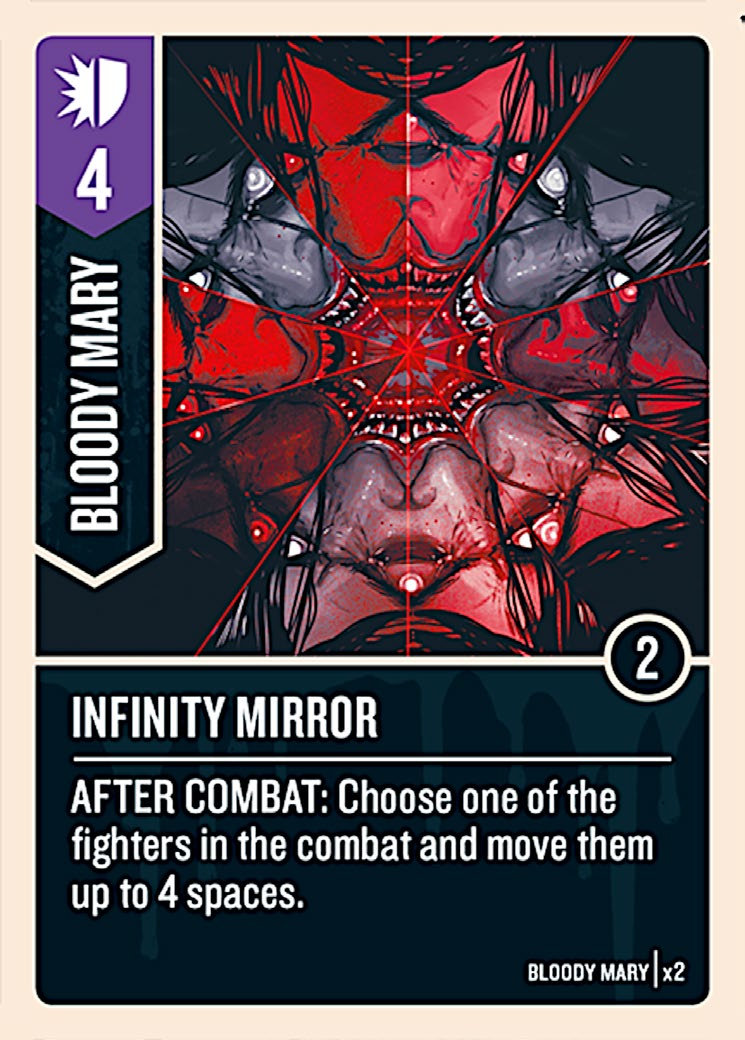 4
BLOODY MARY
2
INFINITY MIRROR
AFTER COMBAT: Choose one of the
fighters in the combat and move them
up to 4 spaces.
BLOODY MARY | x2